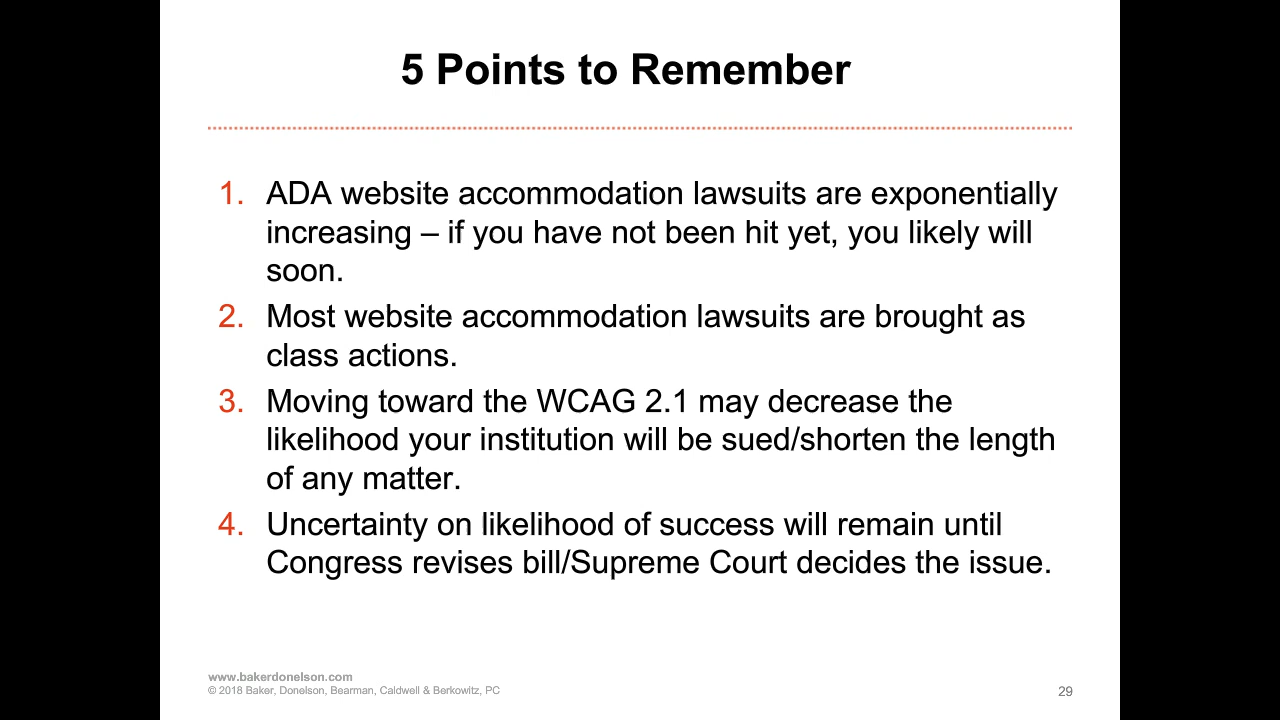 5 Points to Remember
1. ADA website accommodation lawsuits are exponentially
increasing – if you have not been hit yet, you likely will
soon.
2. Most website accommodation lawsuits are brought as
class actions.
3. Moving toward the WCAG 2.1 may decrease the
likelihood your institution will be sued/shorten the length
of any matter.
4. Uncertainty on likelihood of success will remain until
Congress revises bill/Supreme Court decides the issue.
www.bakerdonelson.com
© 2018 Baker, Donelson, Bearman, Caldwell & Berkowitz, PC
29